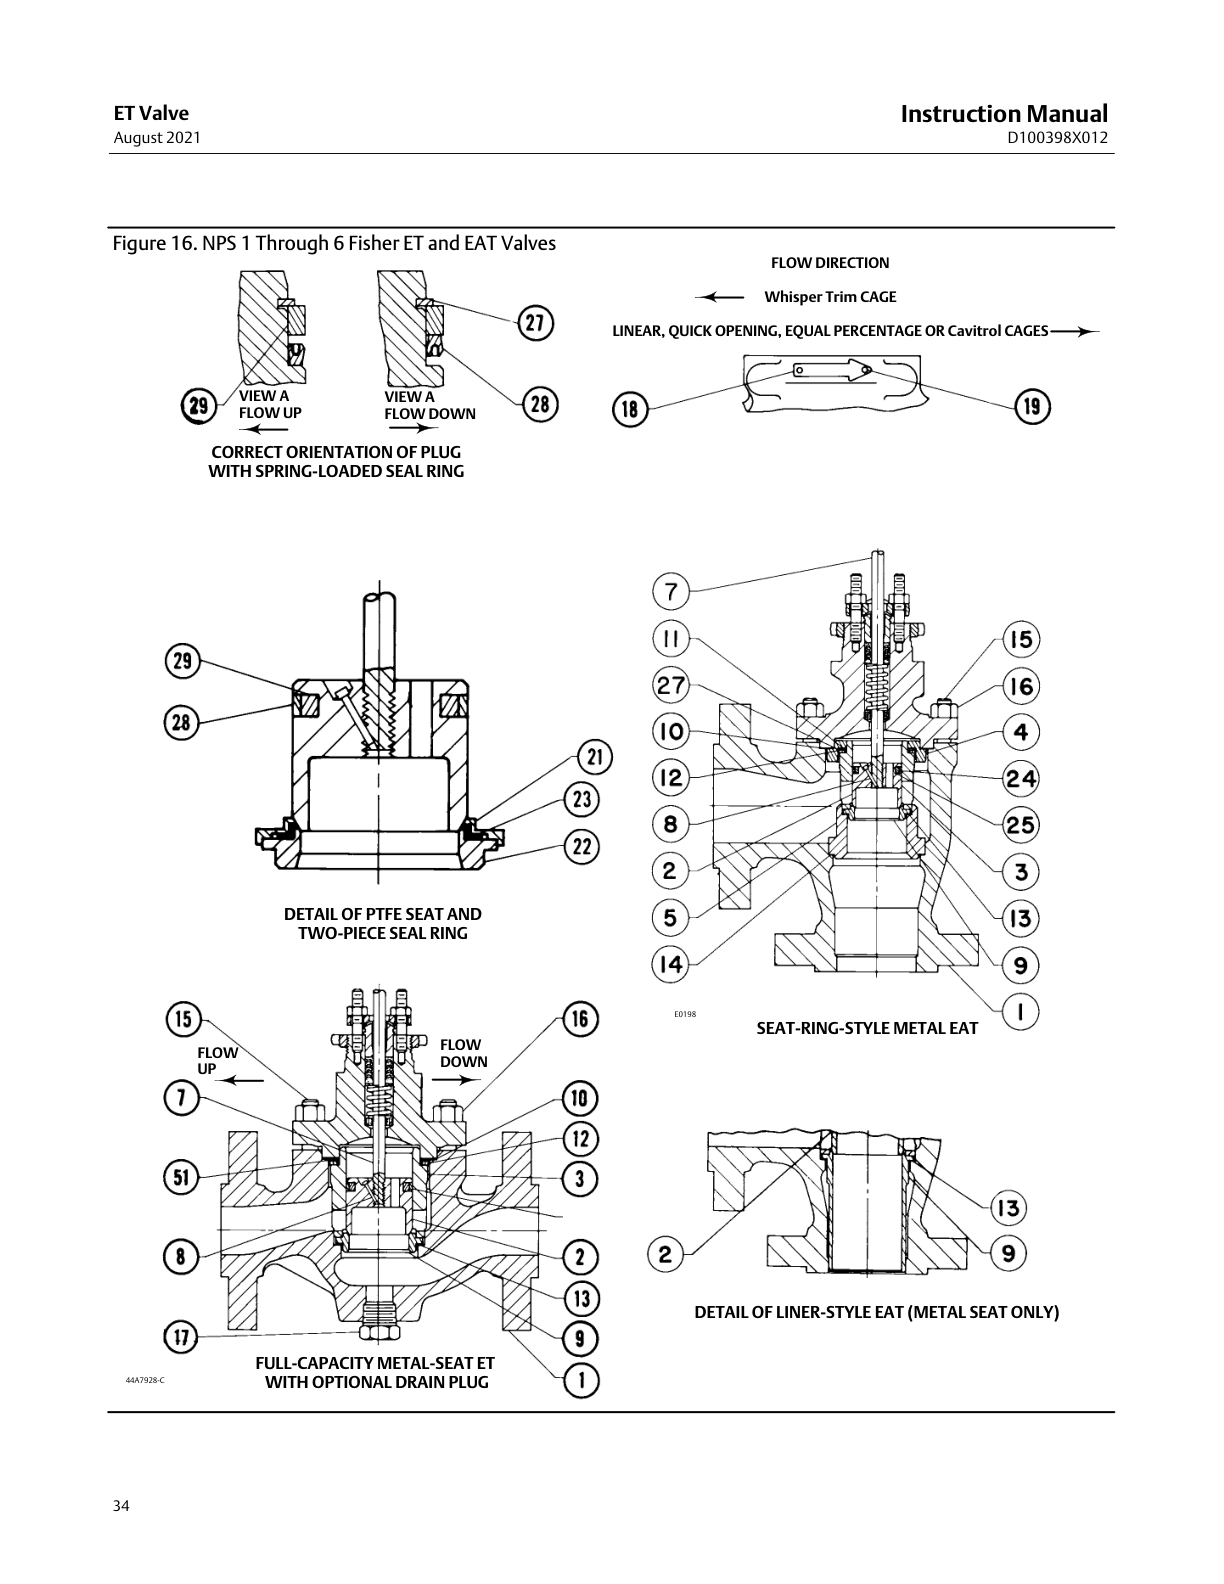 ET Valve
August 2021
Instruction Manual
D100398X012
Figure 16. NPS 1 Through 6 Fisher ET and EAT Valves
27
29
28
VIEW A
FLOW UP
VIEW A
FLOW DOWN
CORRECT ORIENTATION OF PLUG
WITH SPRING-LOADED SEAL RING
FLOW DIRECTION
Whisper Trim CAGE
LINEAR, QUICK OPENING, EQUAL PERCENTAGE OR Cavitrol CAGES
18
19
29
28
21
23
22
DETAIL OF PTFE SEAT AND
TWO-PIECE SEAL RING
7
11
27
10
12
8
2
5
14
15
16
4
24
25
3
13
9
1
E0198
SEAT-RING-STYLE METAL EAT
15
FLOW
UP
7
51
8
17
16
FLOW
DOWN
10
12
3
2
13
9
1
44A7928-C
FULL-CAPACITY METAL-SEAT ET
WITH OPTIONAL DRAIN PLUG
2
13
9
DETAIL OF LINER-STYLE EAT (METAL SEAT ONLY)
34